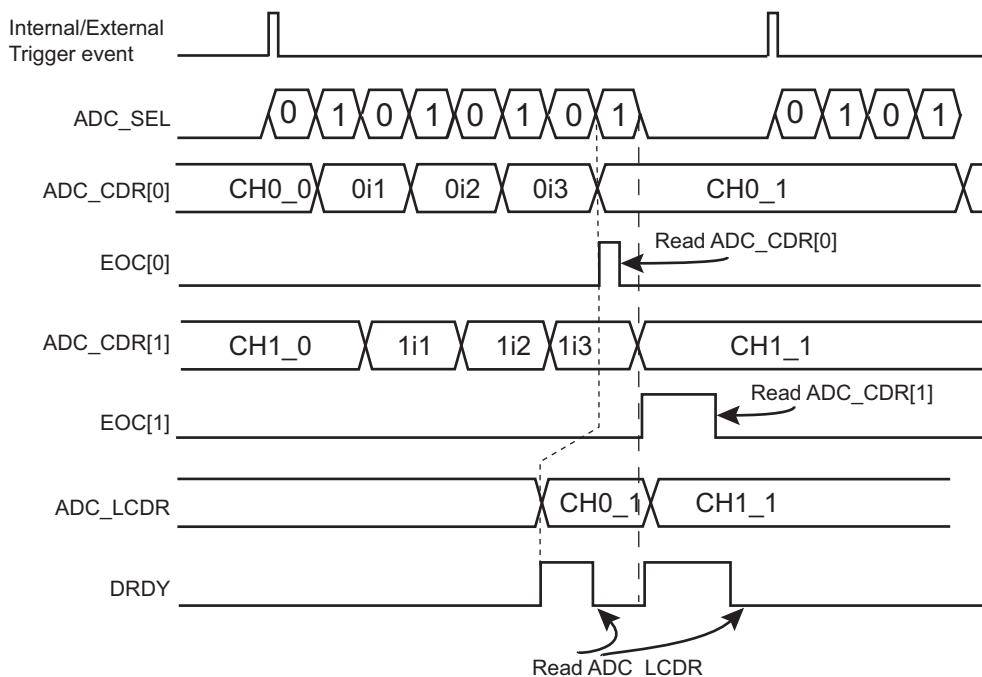 Internal/External
Trigger event
ADC_SEL
0 1 0 1 0 1 0 1 0 1 0 1
ADC_CDR[0]
CH0_0 0i1 0i2 0i3 CH0_1
EOC[0]
Read ADC_CDR[0]
ADC_CDR[1]
CH1_0 1i1 1i2 1i3 CH1_1
EOC[1]
Read ADC_CDR[1]
ADC_LCDR
CH0_1 CH1_1
DRDY
Read ADC_LCDR